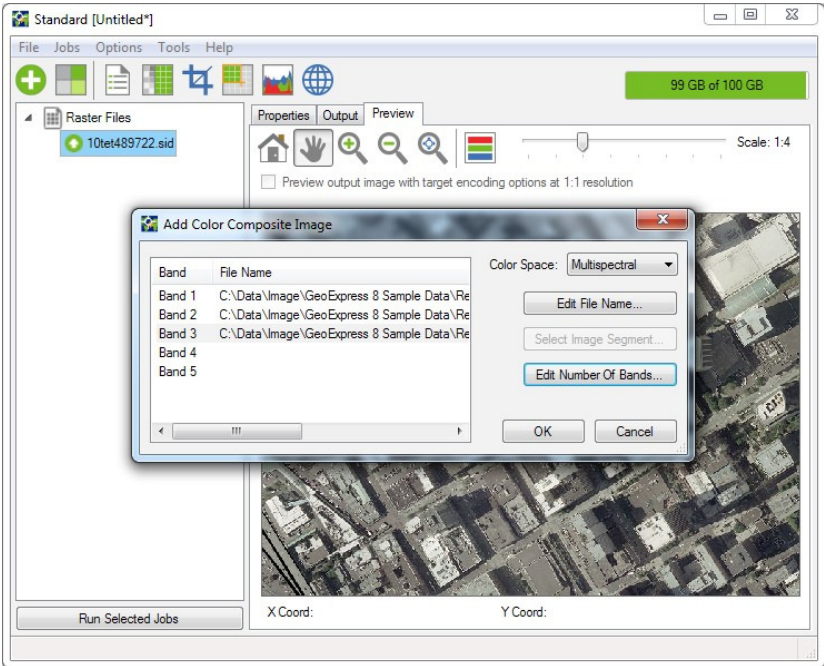 Standard [Untitled*]
File Jobs Options Tools Help
99 GB of 100 GB
Raster Files
10tet489722.sid
Properties Output Preview
Scale: 1:4
Preview output image with target encoding options at 1:1 resolution
Add Color Composite Image
Band File Name
Band 1 C:\Data\Image\GeoExpress 8 Sample Data\Re
Band 2 C:\Data\Image\GeoExpress 8 Sample Data\Re
Band 3 C:\Data\Image\GeoExpress 8 Sample Data\Re
Band 4
Band 5
Color Space: Multispectral
Edit File Name...
Select Image Segment...
Edit Number Of Bands...
OK Cancel
X Coord: Y Coord:
Run Selected Jobs